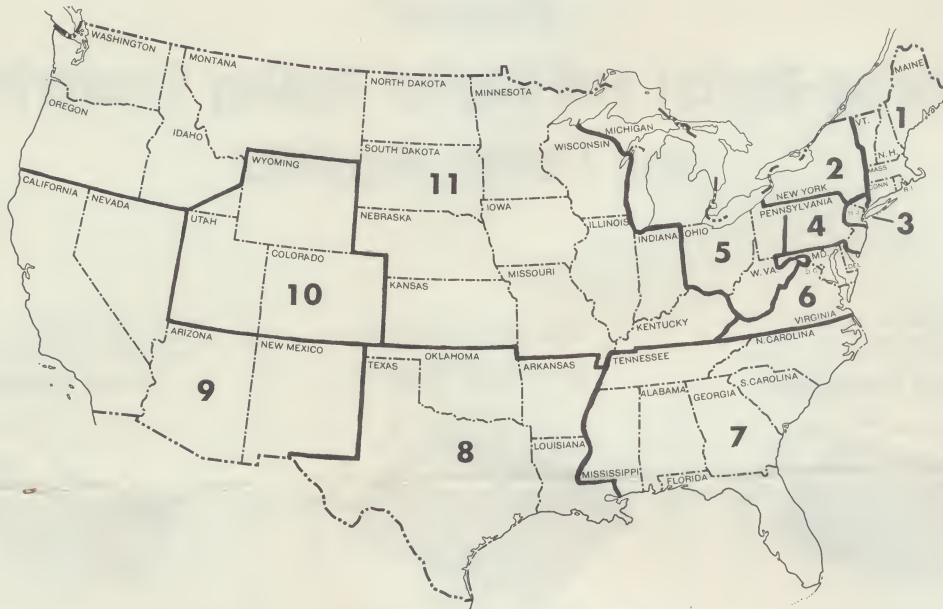 WASHINGTON
MONTANA
NORTH DAKOTA
MINNESOTA
MAINE
OREGON
IDAHO
WYOMING
SOUTH DAKOTA
WISCONSIN
MICHIGAN
VT.
1
N.H.
MASS
CONN
R.I.
2
NEW YORK
CALIFORNIA
NEVADA
UTAH
11
NEBRASKA
IOWA
ILLINOIS
INDIANA
OHIO
PENNSYLVANIA
4
N.J.
3
COLORADO
KANSAS
MISSOURI
5
W. VA.
MD.
DEL
D.C.
10
KENTUCKY
6
VIRGINIA
ARIZONA
NEW MEXICO
TEXAS
OKLAHOMA
ARKANSAS
TENNESSEE
N. CAROLINA
9
ALABAMA
GEORGIA
S. CAROLINA
8
LOUISIANA
MISSISSIPPI
7
FLORIDA